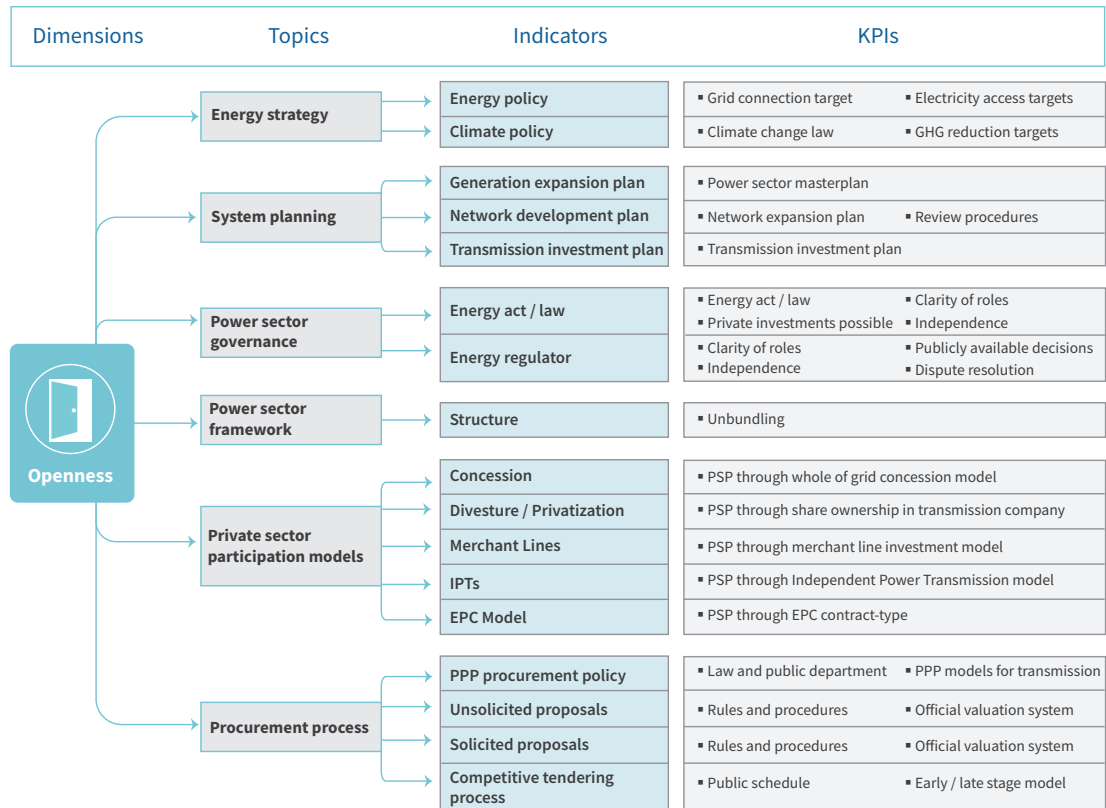 Dimensions Topics Indicators KPIs
Energy strategy
Energy policy
▪ Grid connection target ▪ Electricity access targets
Climate policy
▪ Climate change law ▪ GHG reduction targets
System planning
Generation expansion plan
▪ Power sector masterplan
Network development plan
▪ Network expansion plan ▪ Review procedures
Transmission investment plan
▪ Transmission investment plan
Power sector
governance
Energy act / law
▪ Energy act / law ▪ Clarity of roles
▪ Private investments possible ▪ Independence
Energy regulator
▪ Clarity of roles ▪ Publicly available decisions
▪ Independence ▪ Dispute resolution
Openness
Power sector
framework
Structure
▪ Unbundling
Private sector
participation models
Concession
▪ PSP through whole of grid concession model
Divesture / Privatization
▪ PSP through share ownership in transmission company
Merchant Lines
▪ PSP through merchant line investment model
IPTs
▪ PSP through Independent Power Transmission model
EPC Model
▪ PSP through EPC contract-type
Procurement process
PPP procurement policy
▪ Law and public department ▪ PPP models for transmission
Unsolicited proposals
▪ Rules and procedures ▪ Official valuation system
Solicited proposals
▪ Rules and procedures ▪ Official valuation system
Competitive tendering
process
▪ Public schedule ▪ Early / late stage model